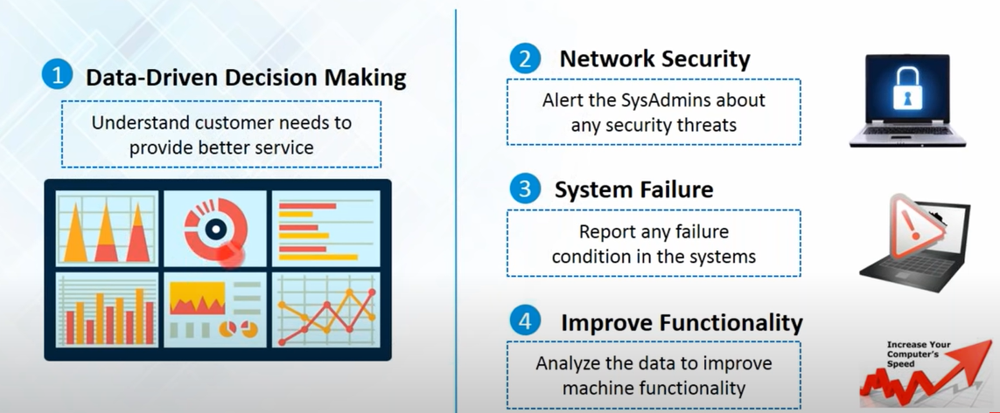 1 Data-Driven Decision Making
Understand customer needs to
provide better service
2 Network Security
Alert the SysAdmins about
any security threats
3 System Failure
Report any failure
condition in the systems
4 Improve Functionality
Analyze the data to improve
machine functionality
Increase Your
Computer's
Speed